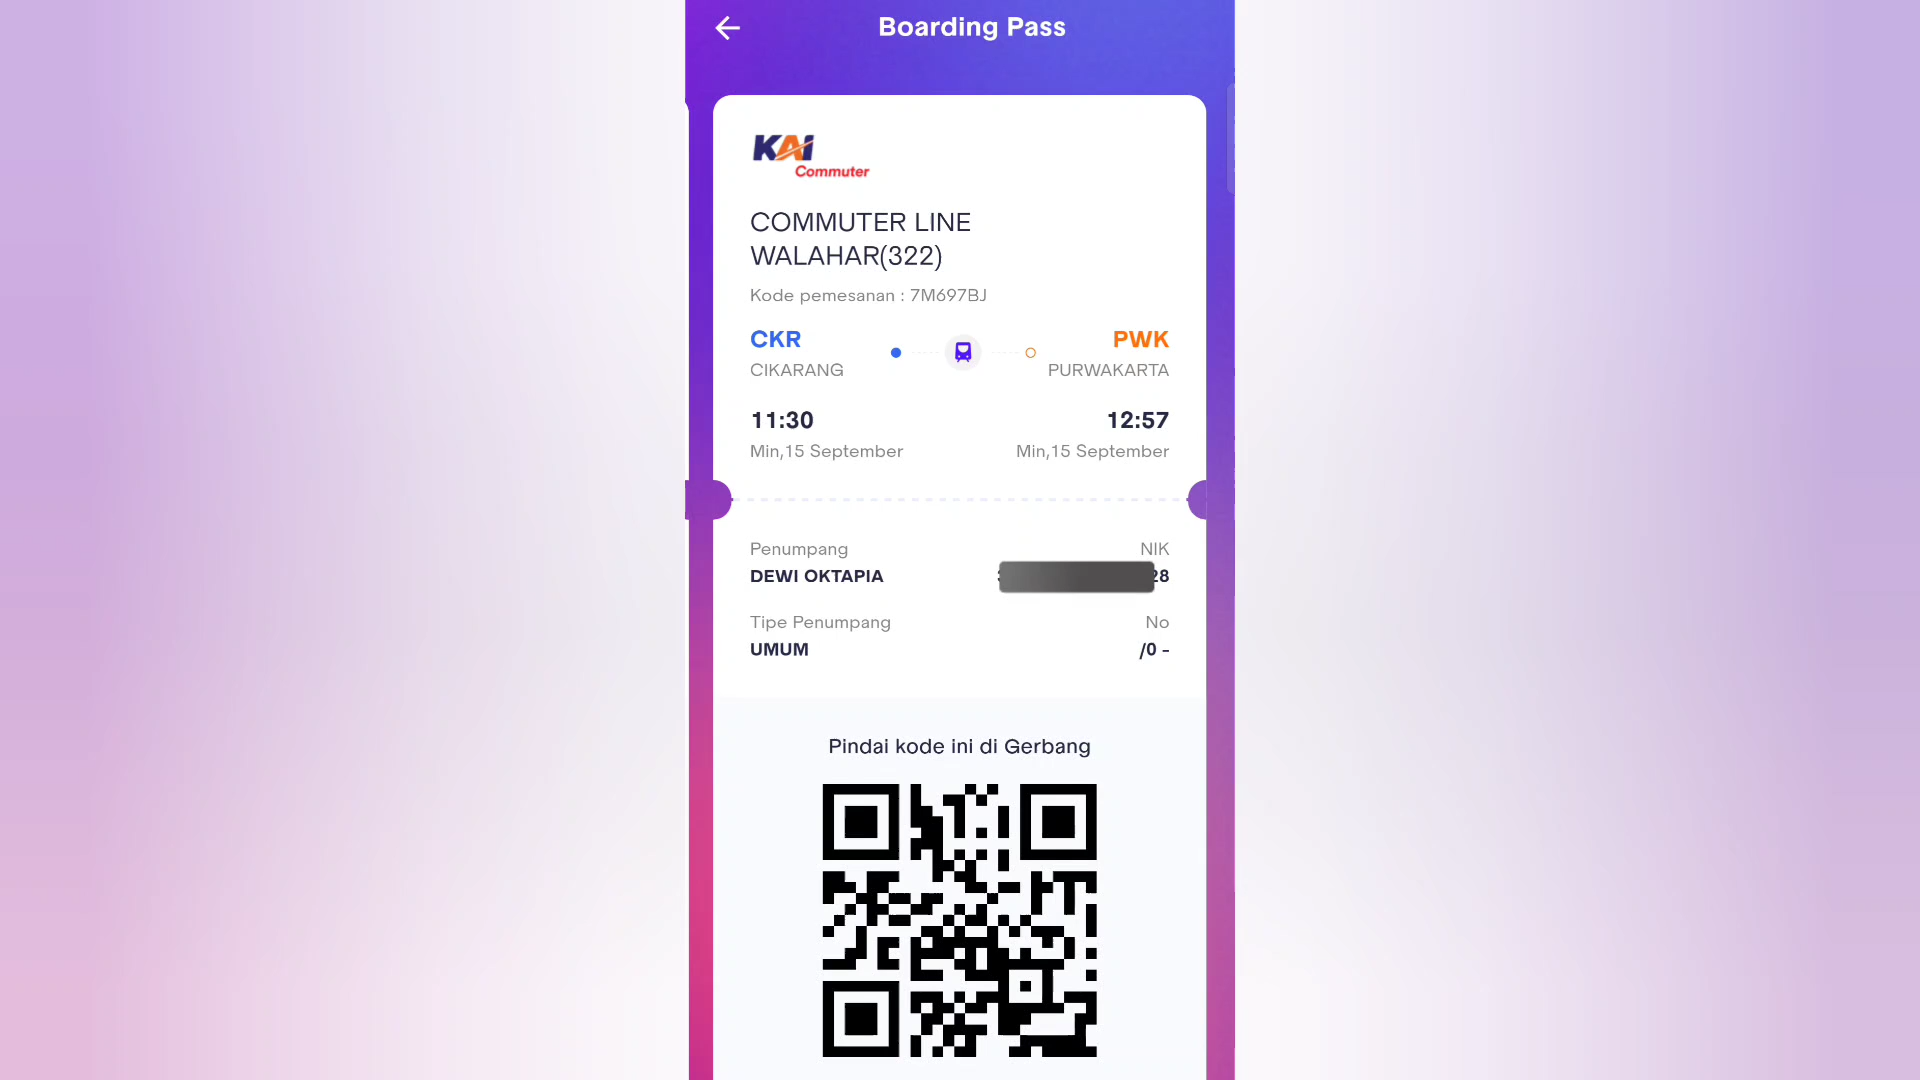 Boarding Pass
KAI
Commuter
COMMUTER LINE
WALAHAR(322)
Kode pemesanan : 7M697BJ
CKR PWK
CIKARANG PURWAKARTA
11:30 12:57
Min,15 September Min,15 September
Penumpang NIK
DEWI OKTAPIA 28
Tipe Penumpang No
UMUM /0 -
Pindai kode ini di Gerbang